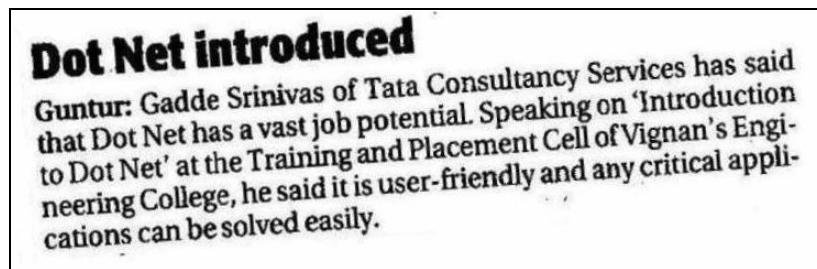 Dot Net introduced
Guntur: Gadde Srinivas of Tata Consultancy Services has said
that Dot Net has a vast job potential. Speaking on 'Introduction
to Dot Net' at the Training and Placement Cell of Vignan's Engi-
neering College, he said it is user-friendly and any critical appli-
cations can be solved easily.